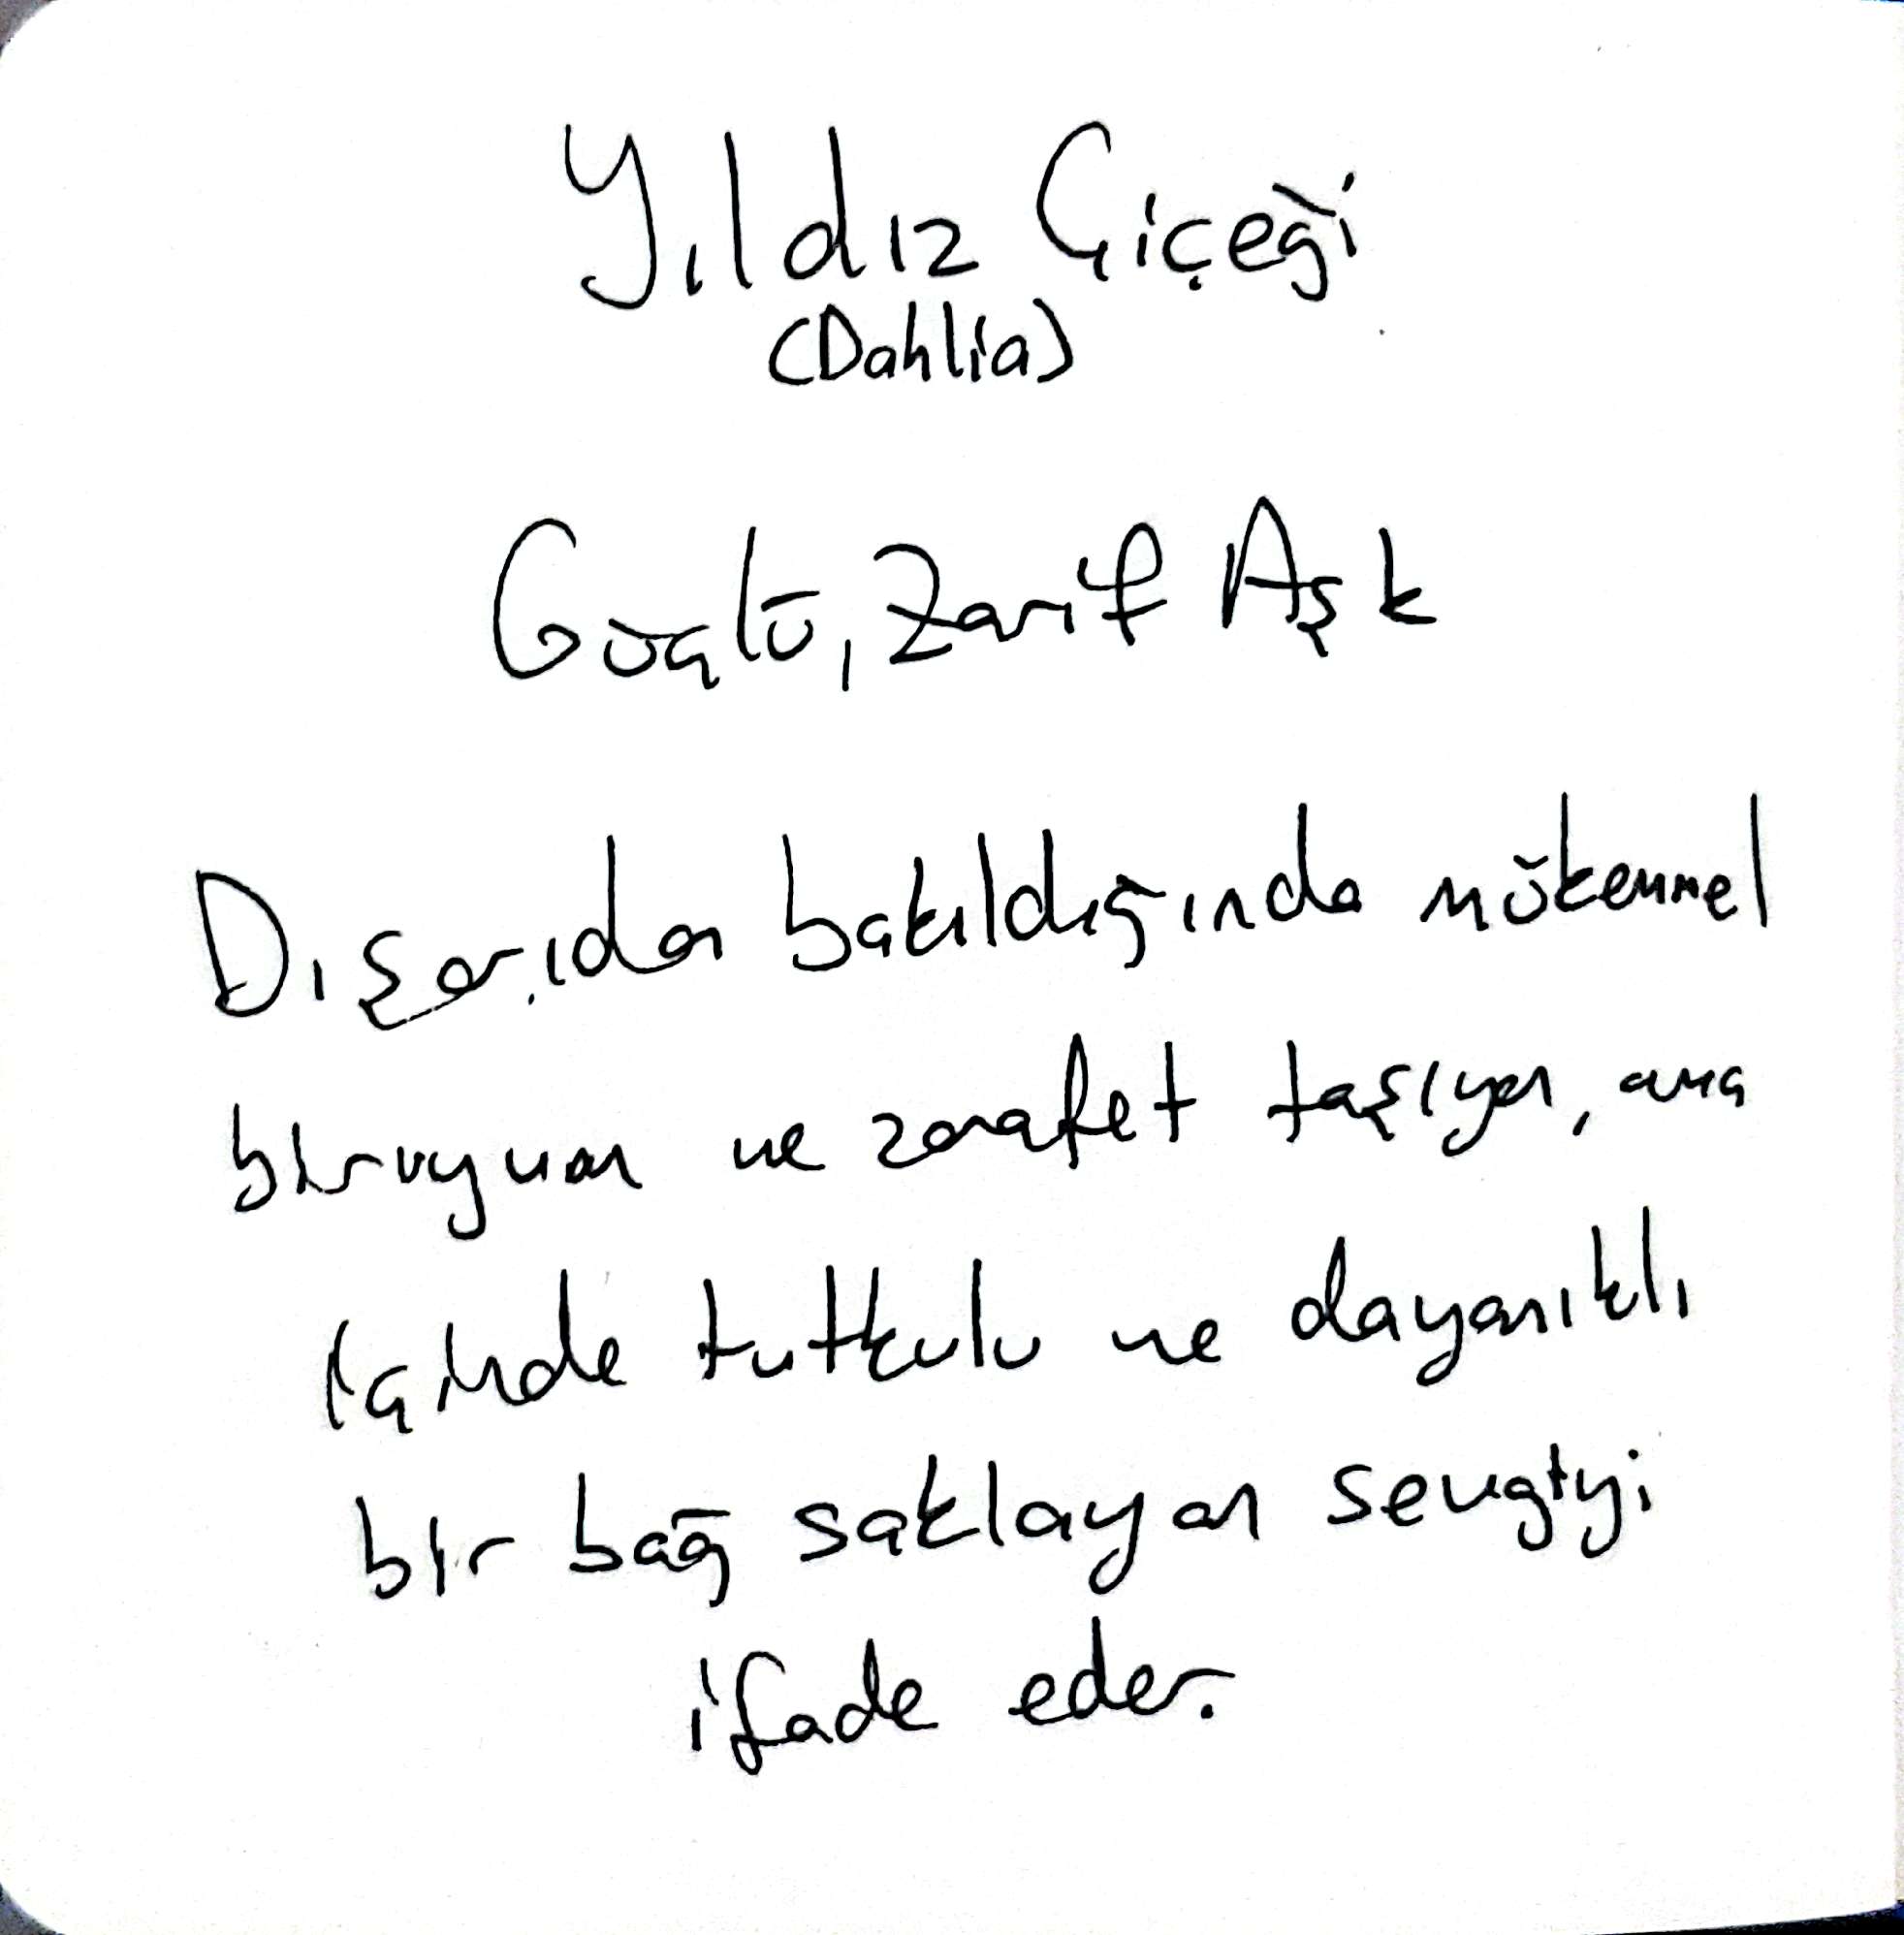 Yıldız Çiçeği
(Dahlia)
Güçlü, Zarif Aşk
Dışarıdan bakıldığında mükemmel
bir uyum ve zarafet taşıyan, ama
içinde tutkulu ve dayanıklı
bir bağ saklayan sevgiyi
ifade eder.